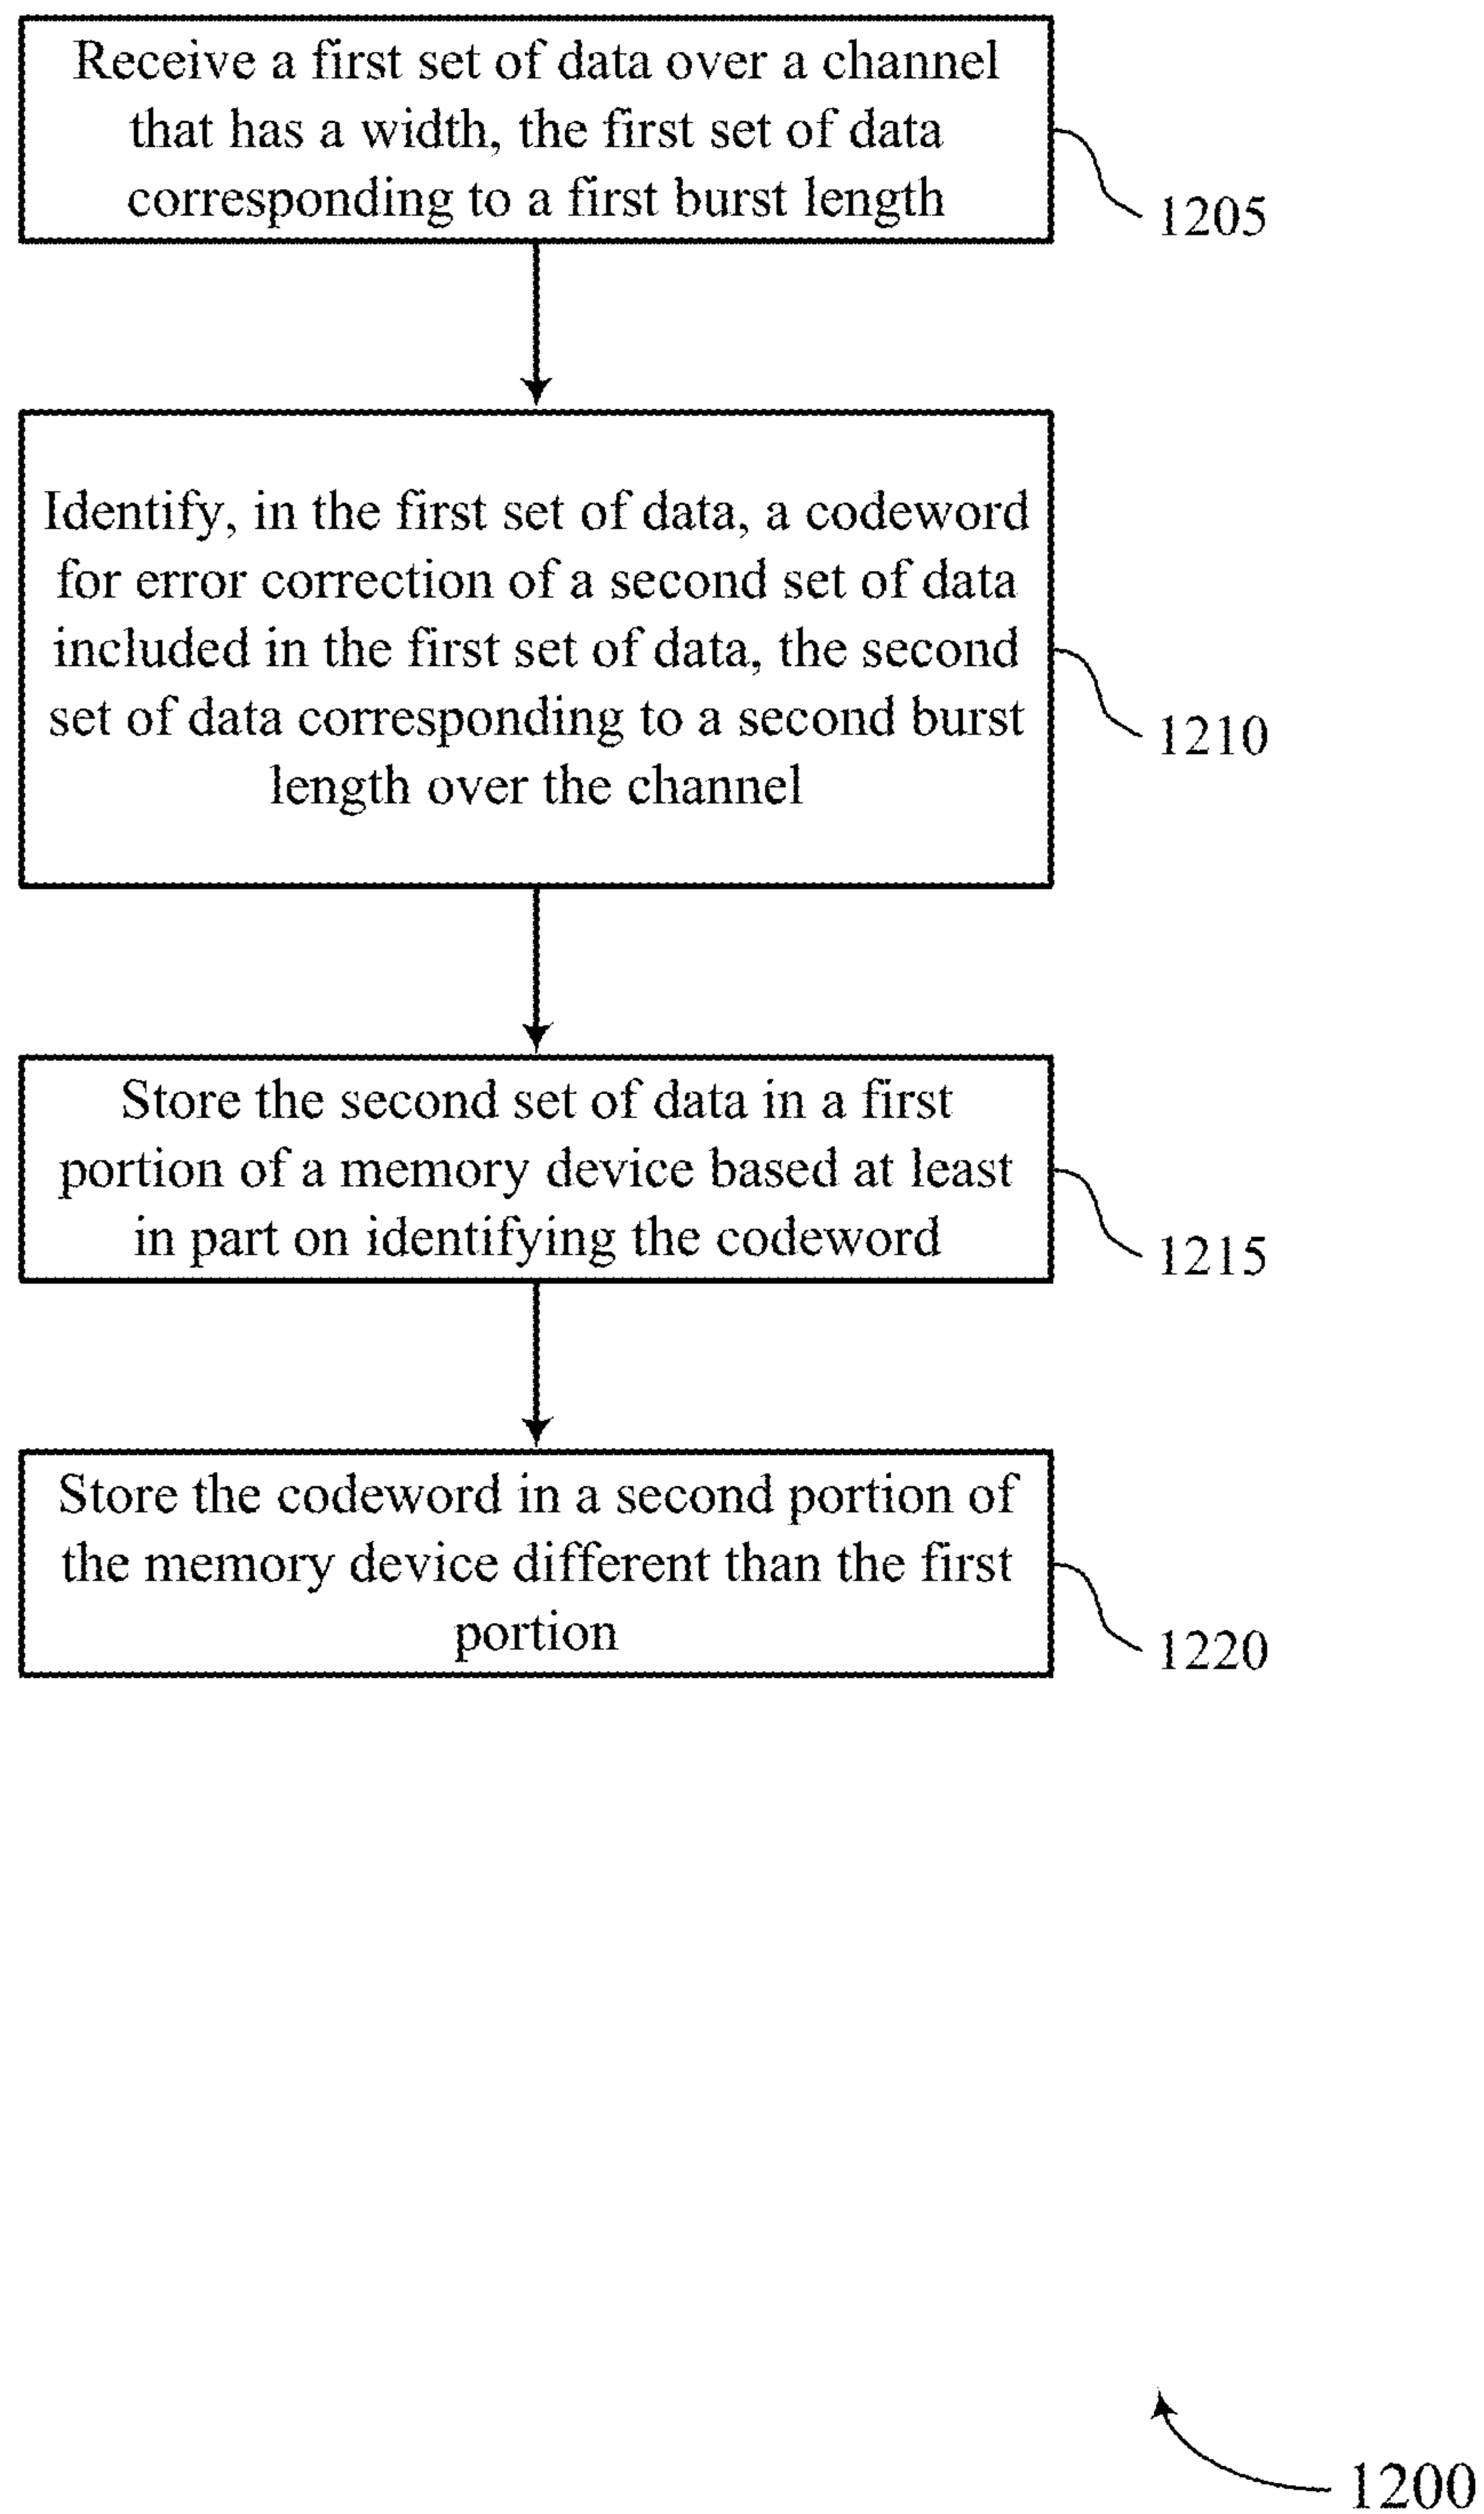 Receive a first set of data over a channel
that has a width, the first set of data
corresponding to a first burst length
1205
Identify, in the first set of data, a codeword
for error correction of a second set of data
included in the first set of data, the second
set of data corresponding to a second burst
length over the channel
1210
Store the second set of data in a first
portion of a memory device based at least
in part on identifying the codeword
1215
Store the codeword in a second portion of
the memory device different than the first
portion
1220
1200